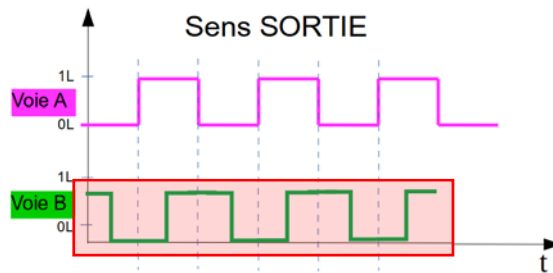 Sens SORTIE
1L
Voie A
0L
1L
Voie B
0L
t